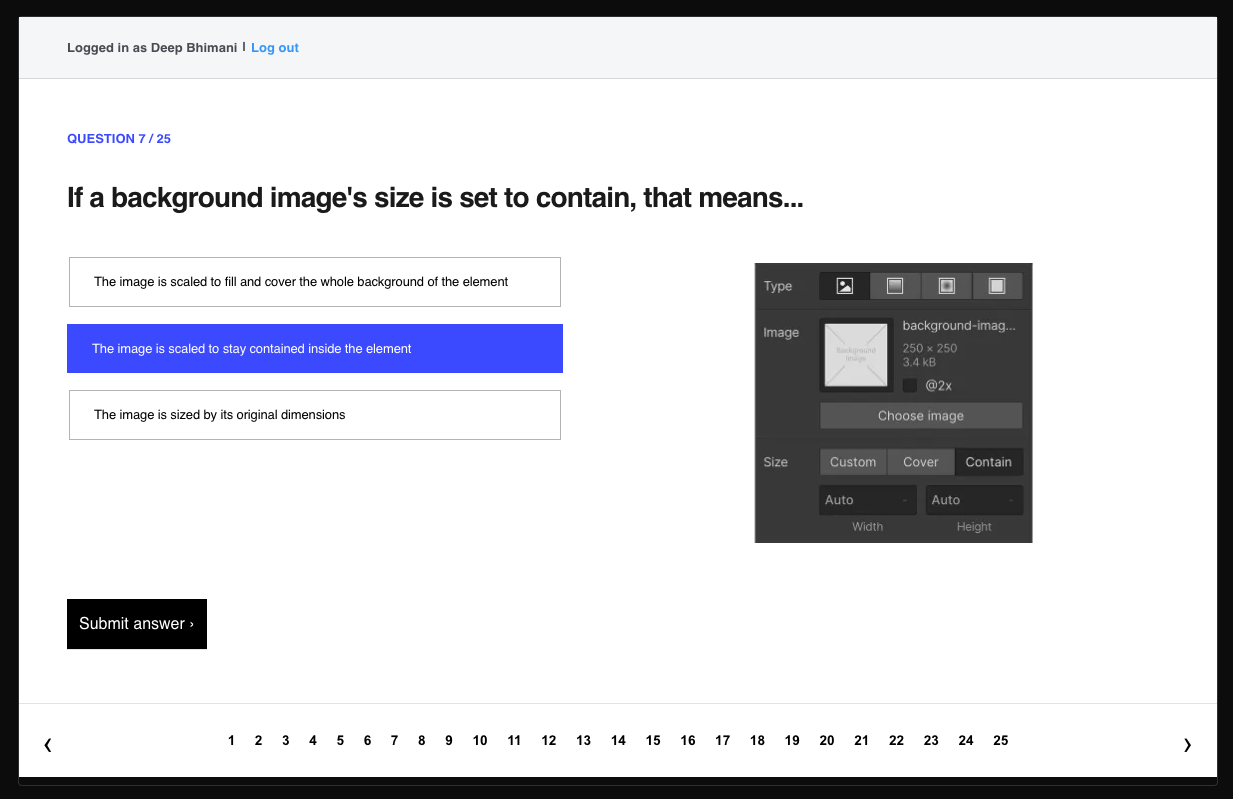 Logged in as Deep Bhimani | Log out
QUESTION 7 / 25
If a background image's size is set to contain, that means...
The image is scaled to fill and cover the whole background of the element
The image is scaled to stay contained inside the element
The image is sized by its original dimensions
Type
Image
Background
Image
background-imag...
250 × 250
3.4 kB
@2x
Choose image
Size Custom Cover Contain
Auto - Auto -
Width Height
Submit answer ›
‹ 1 2 3 4 5 6 7 8 9 10 11 12 13 14 15 16 17 18 19 20 21 22 23 24 25 ›